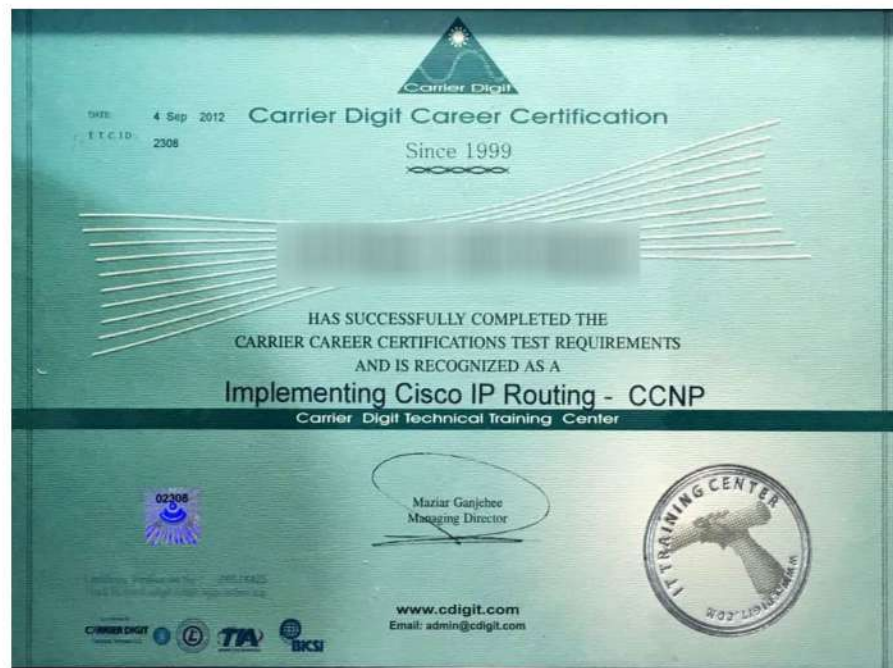 Carrier Digit
DATE: 4 Sep 2012
Carrier Digit Career Certification
E T C I D: 2308
Since 1999
HAS SUCCESSFULLY COMPLETED THE
CARRIER CAREER CERTIFICATIONS TEST REQUIREMENTS
AND IS RECOGNIZED AS A
Implementing Cisco IP Routing - CCNP
Carrier Digit Technical Training Center
02308
Maziar Ganjehee
Managing Director
IT TRAINING CENTER
www.cdigit.com
Email: admin@cdigit.com
CARRIER DIGIT
TIA
BICSI